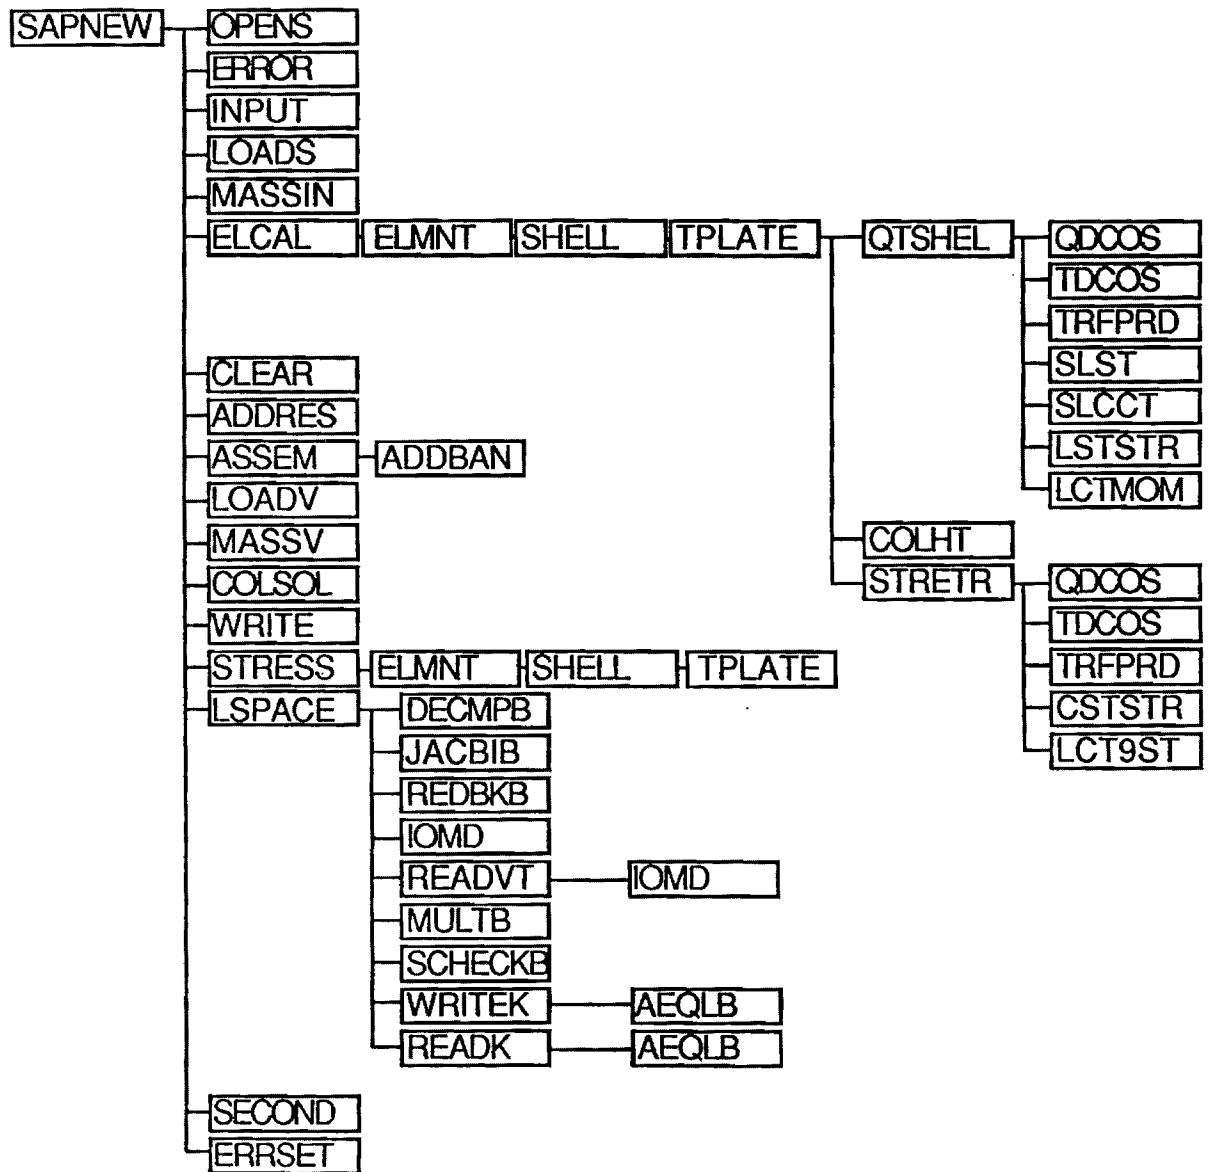 SAPNEW
OPENS
ERROR
INPUT
LOADS
MASSIN
ELCAL ELMNT SHELL TPLATE QTSHEL QDCOS
TDCOS
TRFPRD
SLST
CLEAR
SLCCT
ADDRES
LSTSTR
ASSEM ADDBAN
LCTMOM
LOADV
MASSV COLHT
COLSOL STRETR QDCOS
WRITE TDCOS
STRESS ELMNT SHELL TPLATE TRFPRD
LSPACE DECMPB CSTSTR
JACBIB LCT9ST
REDBKB
IOMD
READVT IOMD
MULTB
SCHECKB
WRITEK AEQLB
READK AEQLB
SECOND
ERRSET